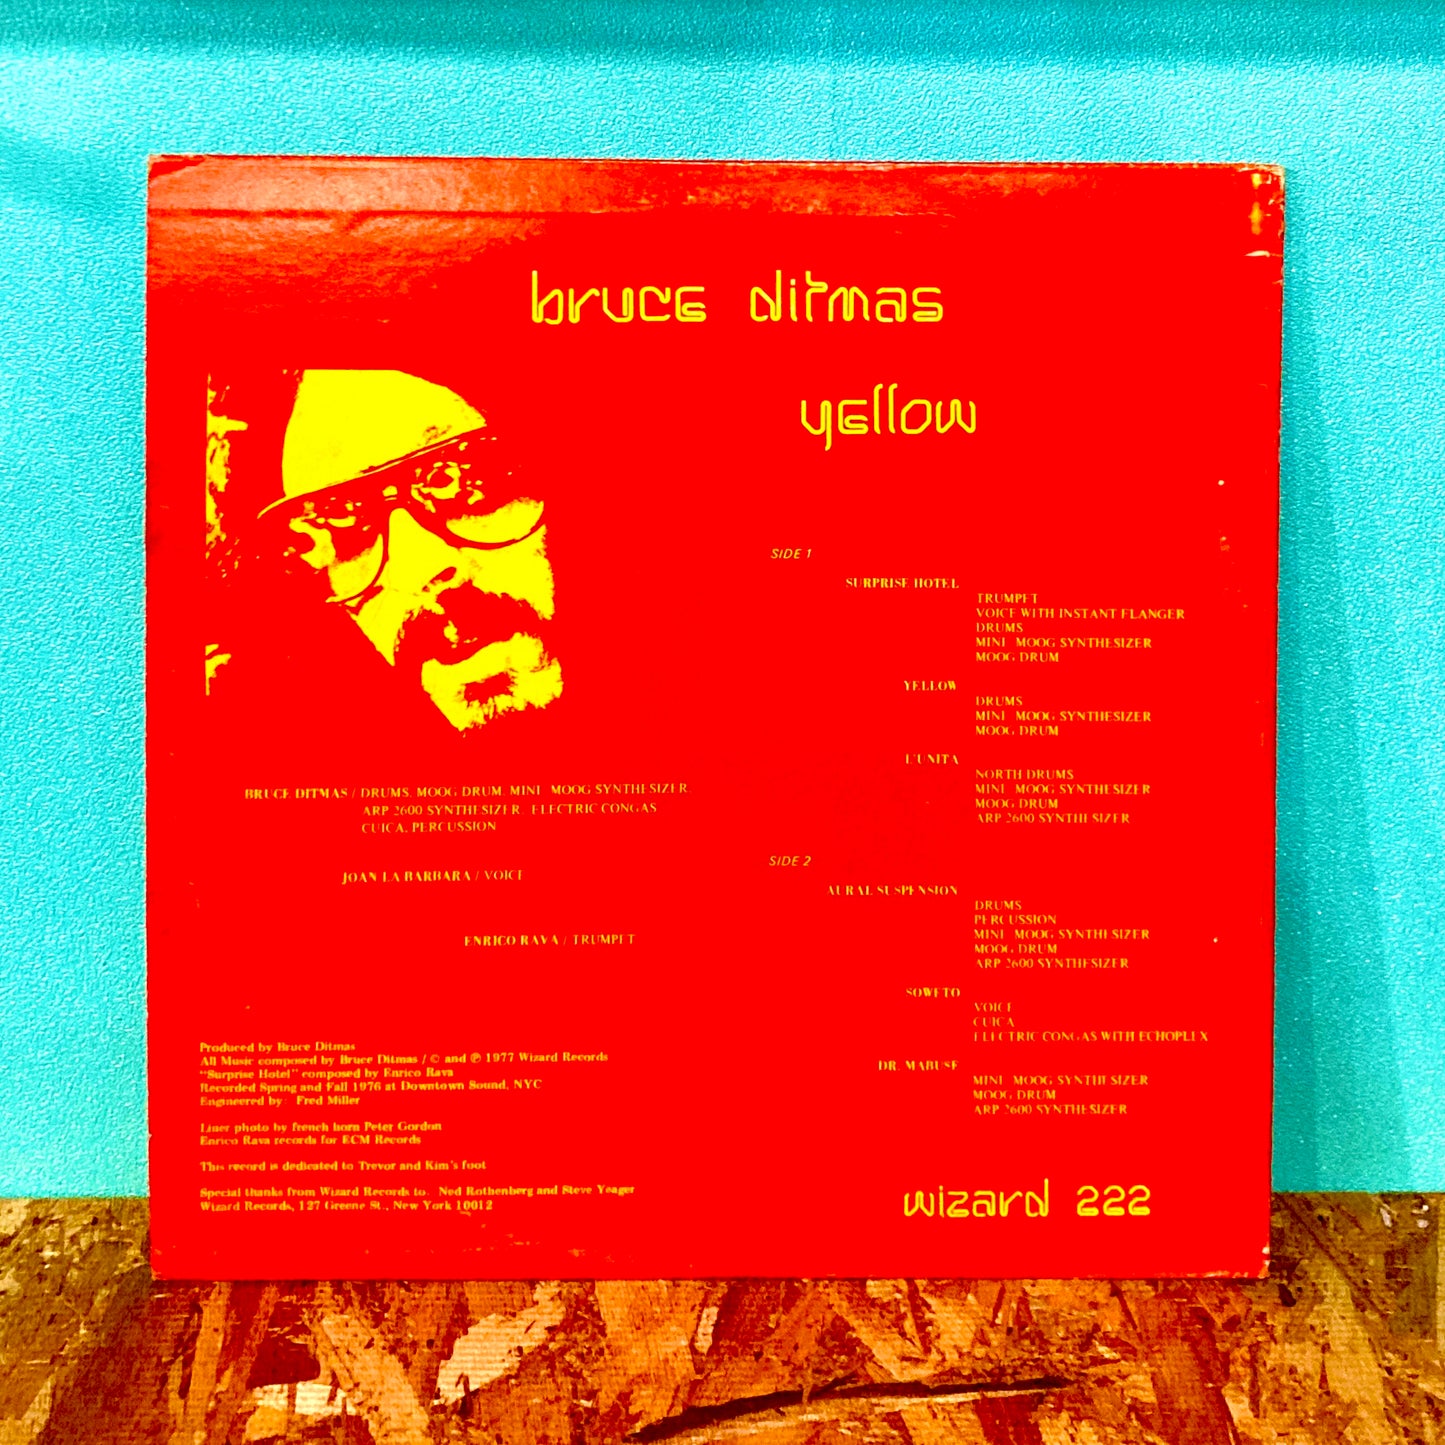 bruce ditmas
yellow
SIDE 1
SURPRISE HOTEL
TRUMPET
VOICE WITH INSTANT FLANGER
DRUMS
MINI MOOG SYNTHESIZER
MOOG DRUM
YELLOW
DRUMS
MINI MOOG SYNTHESIZER
MOOG DRUM
L'UNITA
NORTH DRUMS
MINI MOOG SYNTHESIZER
MOOG DRUM
ARP 2600 SYNTHESIZER
SIDE 2
AURAL SUSPENSION
DRUMS
PERCUSSION
MINI MOOG SYNTHESIZER
MOOG DRUM
ARP 2600 SYNTHESIZER
SOWETO
VOICE
CUICA
ELECTRIC CONGAS WITH ECHOPLEX
DR. MABUSE
MINI MOOG SYNTHESIZER
MOOG DRUM
ARP 2600 SYNTHESIZER
BRUCE DITMAS / DRUMS, MOOG DRUM, MINI MOOG SYNTHESIZER,
ARP 2600 SYNTHESIZER, ELECTRIC CONGAS
CUICA, PERCUSSION
JOAN LA BARBARA / VOICE
ENRICO RAVA / TRUMPET
Produced by Bruce Ditmas
All Music composed by Bruce Ditmas / © and ℗ 1977 Wizard Records
"Surprise Hotel" composed by Enrico Rava
Recorded Spring and Fall 1976 at Downtown Sound, NYC
Engineered by: Fred Miller
Liner photo by french horn Peter Gordon
Enrico Rava records for ECM Records
This record is dedicated to Trevor and Kim's foot
Special thanks from Wizard Records to: Ned Rothenberg and Steve Yeager
Wizard Records, 127 Greene St., New York 10012
wizard 222